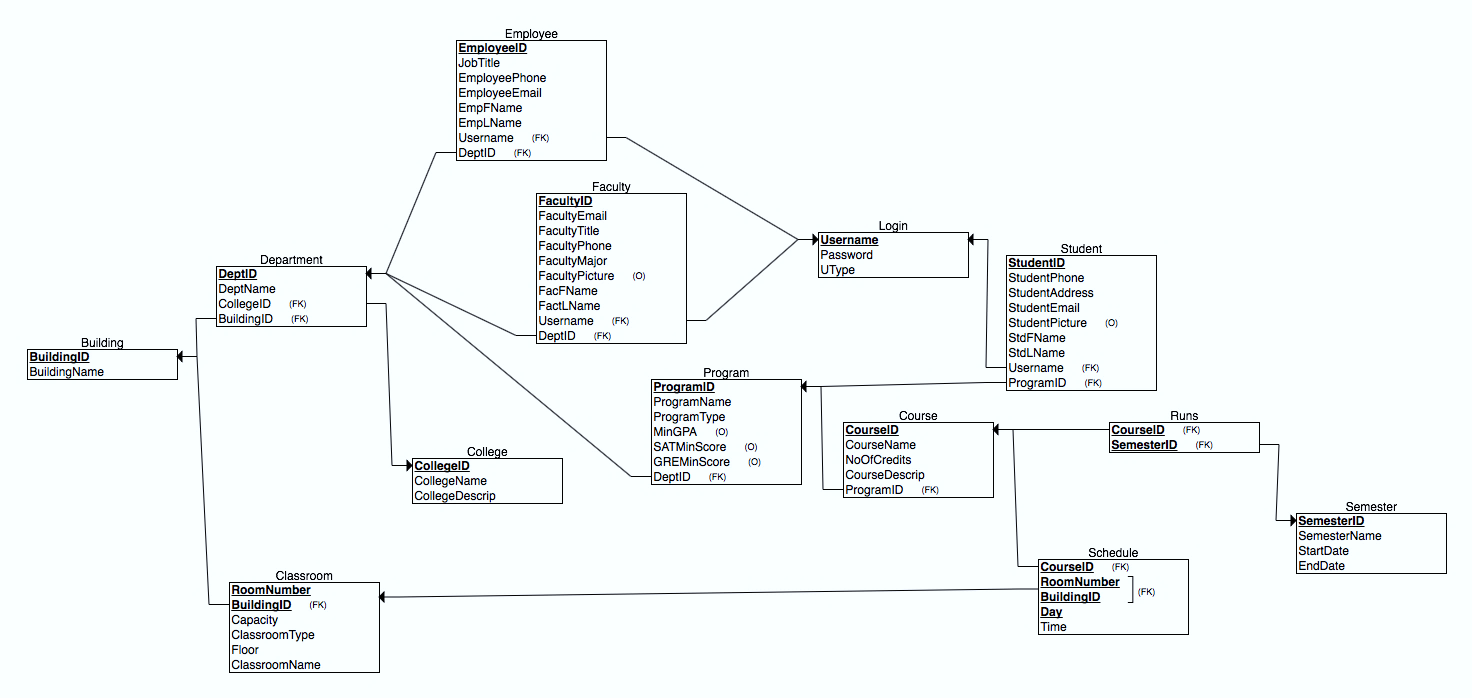 Employee
EmployeeID
JobTitle
EmployeePhone
EmployeeEmail
EmpFName
EmpLName
Username (FK)
DeptID (FK)
Faculty
FacultyID
FacultyEmail
FacultyTitle
FacultyPhone
FacultyMajor
FacultyPicture (O)
FacFName
FactLName
Username (FK)
DeptID (FK)
Login
Username
Password
UType
Student
StudentID
StudentPhone
StudentAddress
StudentEmail
StudentPicture (O)
StdFName
StdLName
Username (FK)
ProgramID (FK)
Department
DeptID
DeptName
CollegeID (FK)
BuildingID (FK)
Building
BuildingID
BuildingName
Program
ProgramID
ProgramName
ProgramType
MinGPA (O)
SATMinScore (O)
GREMinScore (O)
DeptID (FK)
Course
CourseID
CourseName
NoOfCredits
CourseDescrip
ProgramID (FK)
Runs
CourseID (FK)
SemesterID (FK)
College
CollegeID
CollegeName
CollegeDescrip
Semester
SemesterID
SemesterName
StartDate
EndDate
Schedule
CourseID (FK)
RoomNumber
BuildingID
(FK)
Day
Time
Classroom
RoomNumber
BuildingID (FK)
Capacity
ClassroomType
Floor
ClassroomName